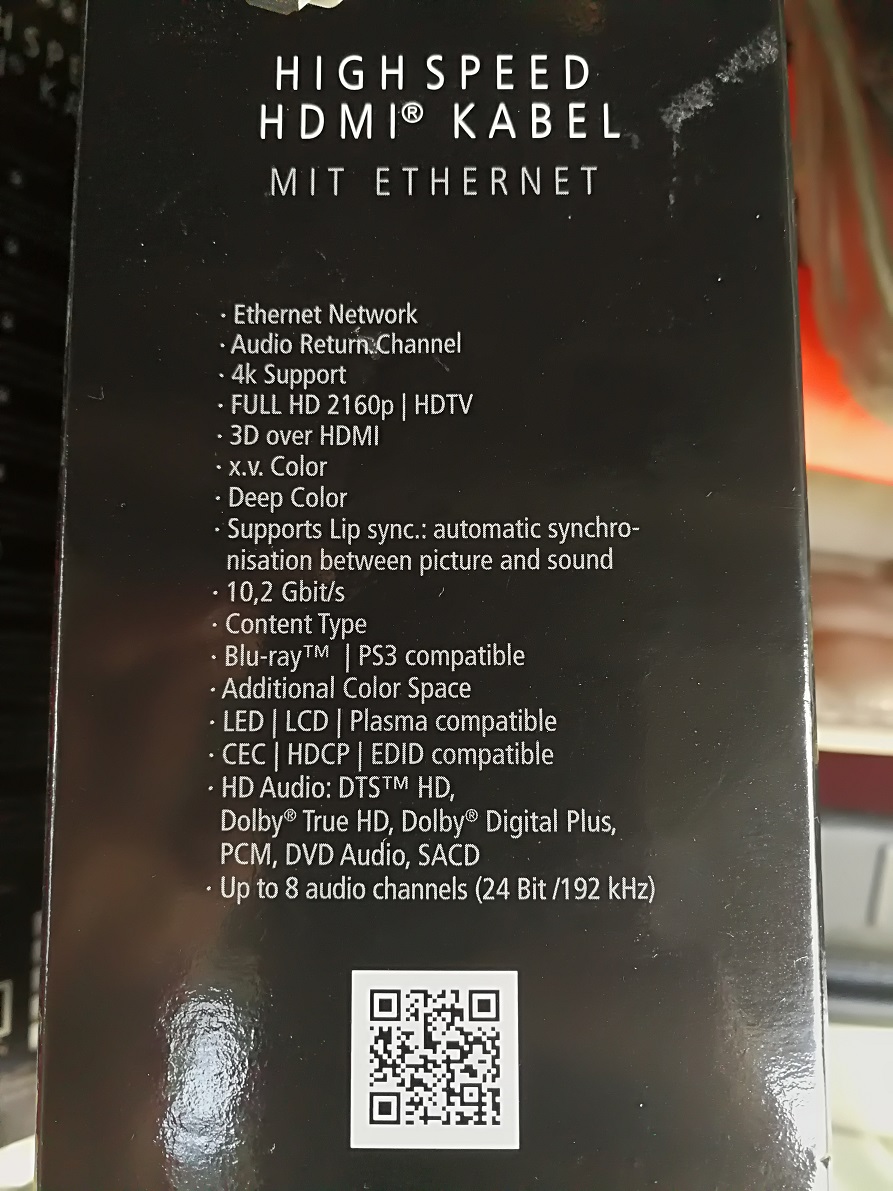 HIGH SPEED
HDMI® KABEL
MIT ETHERNET
· Ethernet Network
· Audio Return Channel
· 4k Support
· FULL HD 2160p | HDTV
· 3D over HDMI
· x.v. Color
· Deep Color
· Supports Lip sync.: automatic synchro-
nisation between picture and sound
· 10,2 Gbit/s
· Content Type
· Blu-ray™ | PS3 compatible
· Additional Color Space
· LED | LCD | Plasma compatible
· CEC | HDCP | EDID compatible
· HD Audio: DTS™ HD,
Dolby® True HD, Dolby® Digital Plus,
PCM, DVD Audio, SACD
· Up to 8 audio channels (24 Bit /192 kHz)